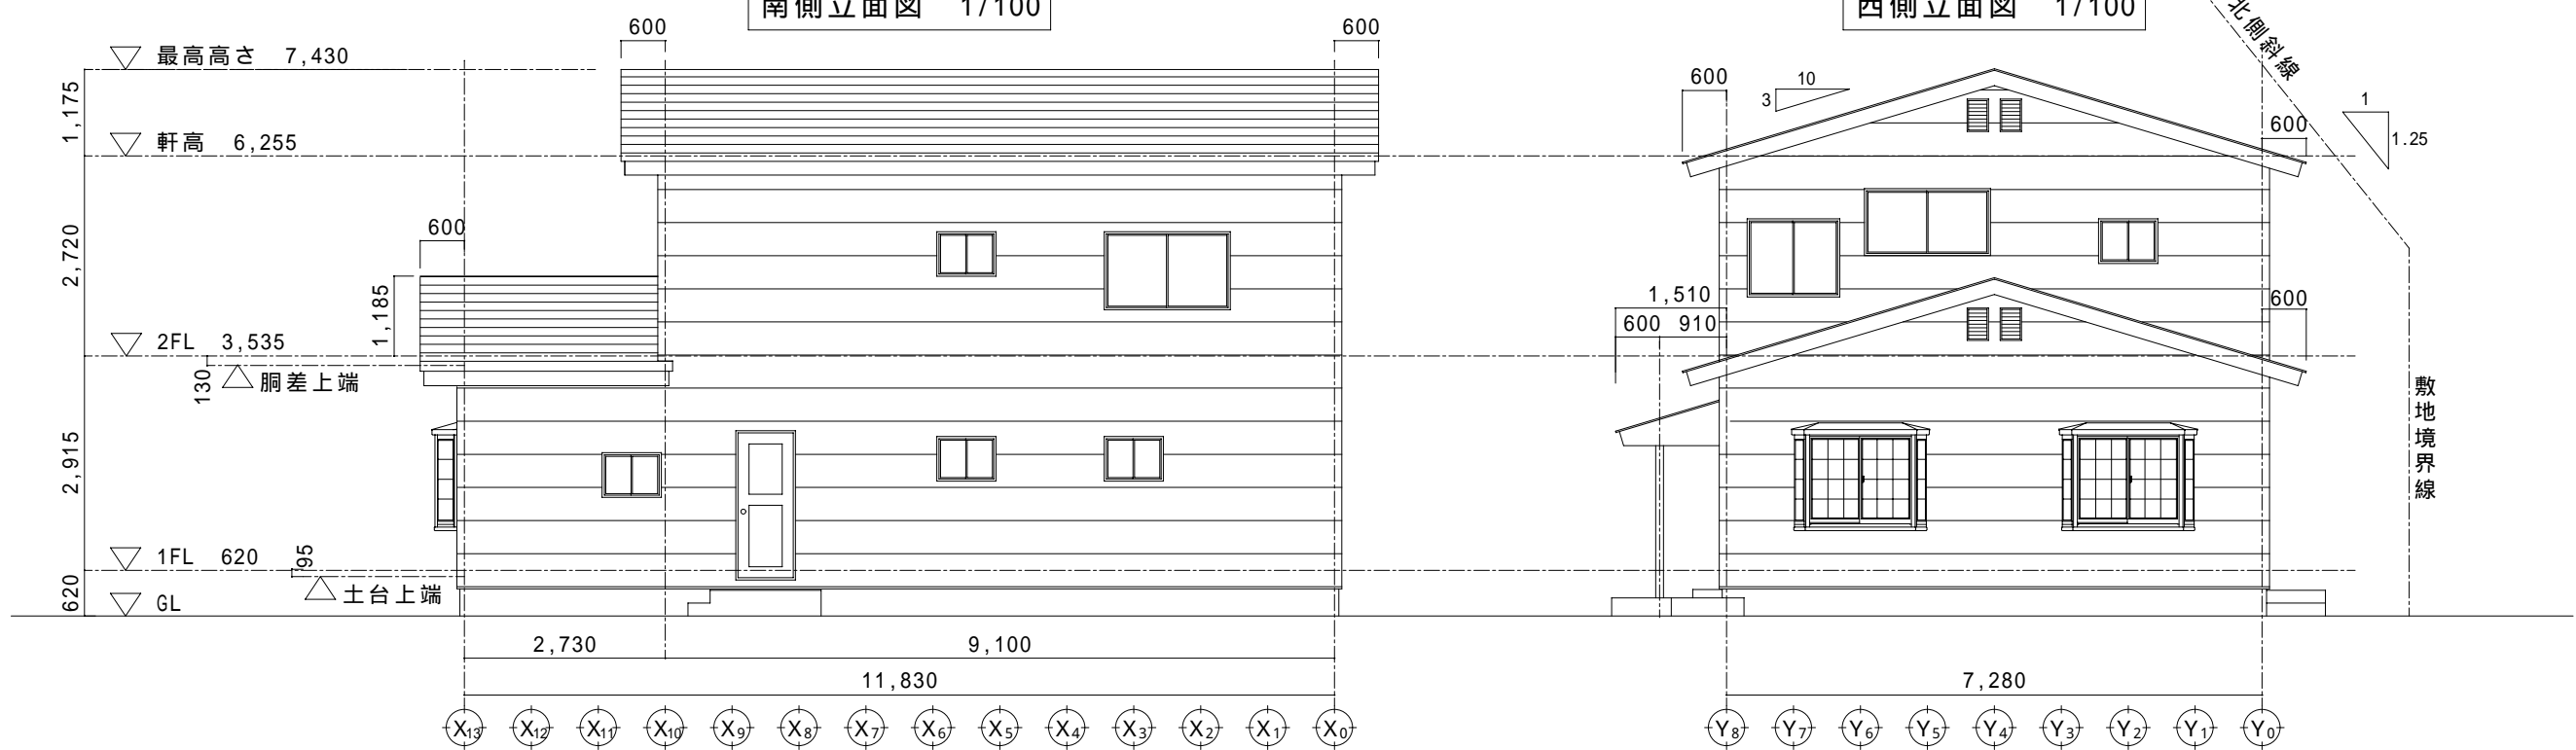 南側立面図 1/100
西側立面図 1/100
北側斜線
600
600
最高高さ 7,430
1,175
軒高 6,255
2,720
600
1,185
2FL 3,535
130
胴差上端
2,915
1FL 620
95
土台上端
620
GL
2,730
9,100
11,830
X13 X12 X11 X10 X9 X8 X7 X6 X5 X4 X3 X2 X1 X0
600
10
3
600
1
1.25
1,510
600 910
600
敷地境界線
7,280
Y8 Y7 Y6 Y5 Y4 Y3 Y2 Y1 Y0